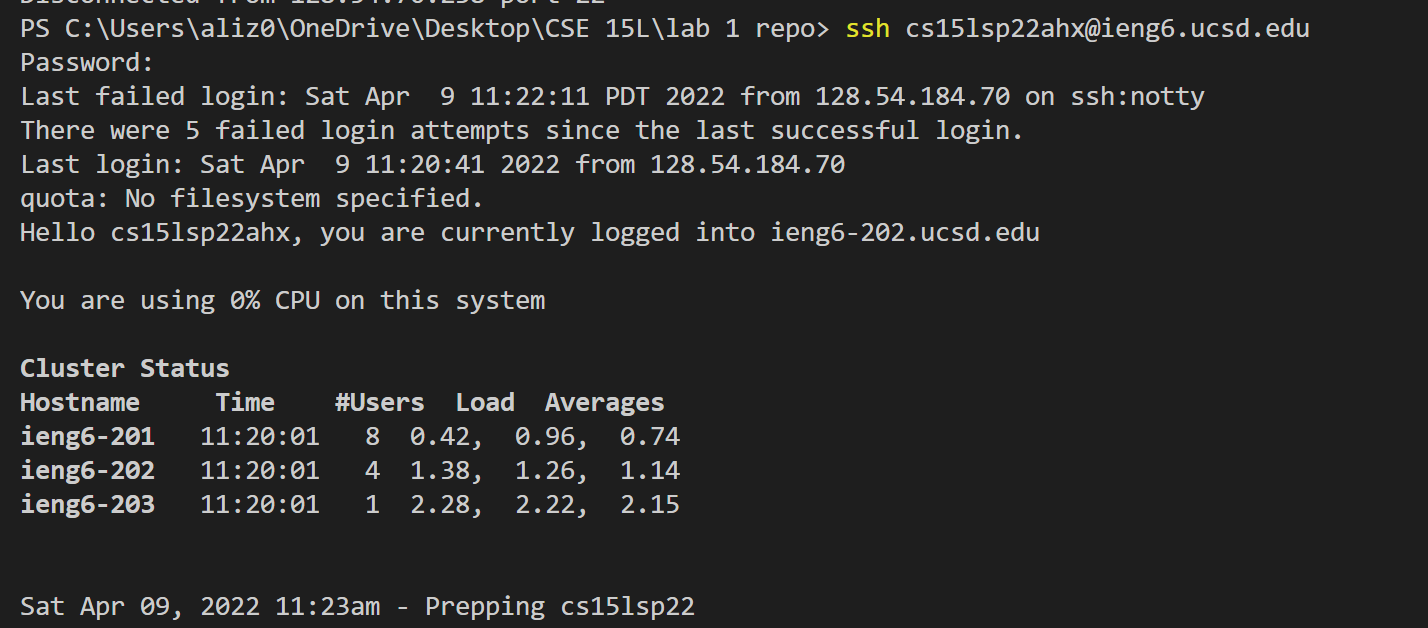 Disconnected from 128.54.70.238 port 22
PS C:\Users\aliz0\OneDrive\Desktop\CSE 15L\lab 1 repo> ssh cs15lsp22ahx@ieng6.ucsd.edu
Password:
Last failed login: Sat Apr  9 11:22:11 PDT 2022 from 128.54.184.70 on ssh:notty
There were 5 failed login attempts since the last successful login.
Last login: Sat Apr  9 11:20:41 2022 from 128.54.184.70
quota: No filesystem specified.
Hello cs15lsp22ahx, you are currently logged into ieng6-202.ucsd.edu
You are using 0% CPU on this system
Cluster Status
Hostname     Time    #Users  Load  Averages
ieng6-201   11:20:01   8  0.42,  0.96,  0.74
ieng6-202   11:20:01   4  1.38,  1.26,  1.14
ieng6-203   11:20:01   1  2.28,  2.22,  2.15
Sat Apr 09, 2022 11:23am - Prepping cs15lsp22